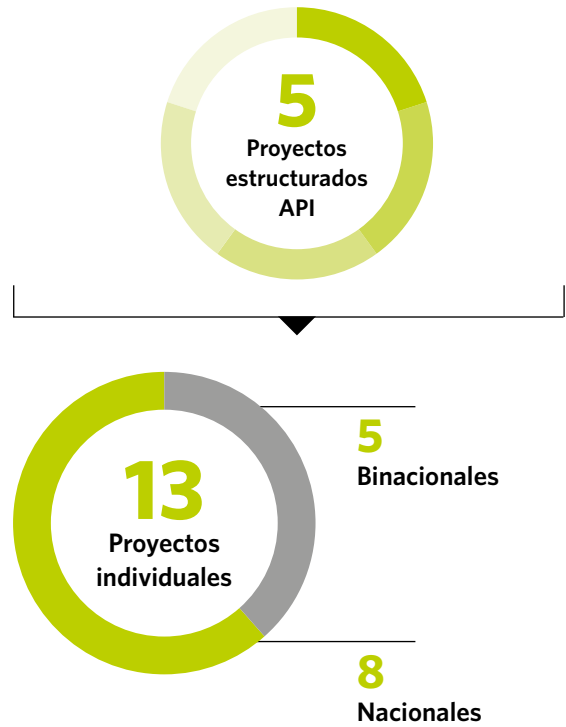 5
Proyectos
estructurados
API
13
Proyectos
individuales
5
Binacionales
8
Nacionales